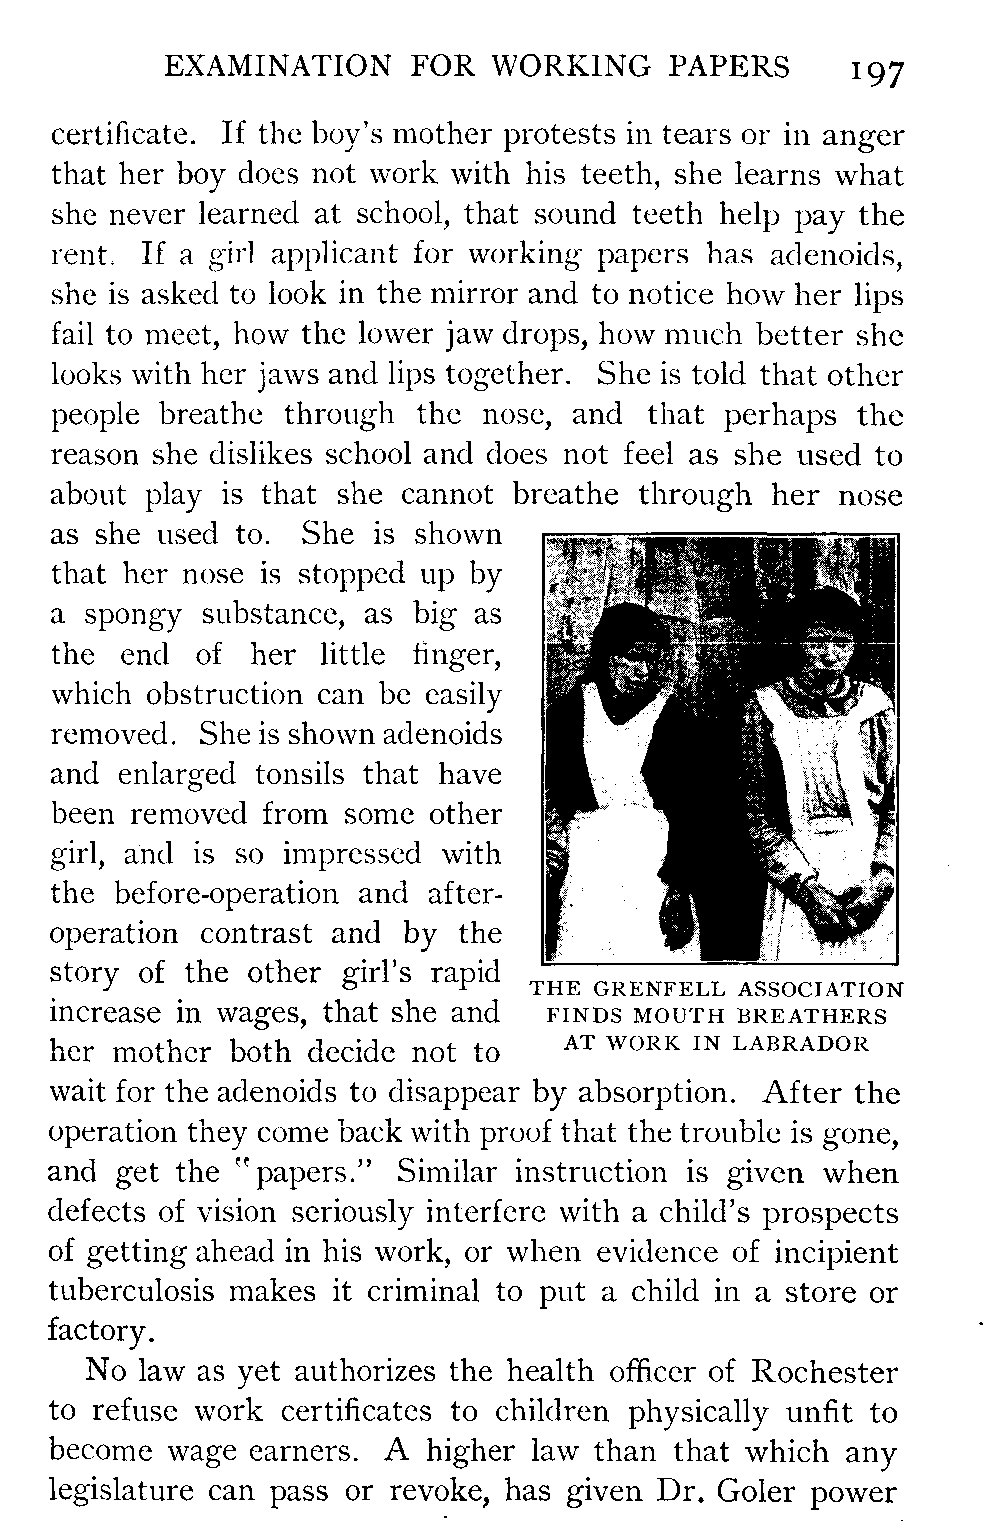 EXAMINATION FOR WORKING PAPERS 197
certificate. If the boy's mother protests in tears or in anger
that her boy does not work with his teeth, she learns what
she never learned at school, that sound teeth help pay the
rent. If a girl applicant for working papers has adenoids,
she is asked to look in the mirror and to notice how her lips
fail to meet, how the lower jaw drops, how much better she
looks with her jaws and lips together. She is told that other
people breathe through the nose, and that perhaps the
reason she dislikes school and does not feel as she used to
about play is that she cannot breathe through her nose
as she used to. She is shown
that her nose is stopped up by
a spongy substance, as big as
the end of her little finger,
which obstruction can be easily
removed. She is shown adenoids
and enlarged tonsils that have
been removed from some other
girl, and is so impressed with
the before-operation and after-
operation contrast and by the
story of the other girl's rapid
increase in wages, that she and
her mother both decide not to
THE GRENFELL ASSOCIATION
FINDS MOUTH BREATHERS
AT WORK IN LABRADOR
wait for the adenoids to disappear by absorption. After the
operation they come back with proof that the trouble is gone,
and get the "papers." Similar instruction is given when
defects of vision seriously interfere with a child's prospects
of getting ahead in his work, or when evidence of incipient
tuberculosis makes it criminal to put a child in a store or
factory.
No law as yet authorizes the health officer of Rochester
to refuse work certificates to children physically unfit to
become wage earners. A higher law than that which any
legislature can pass or revoke, has given Dr. Goler power